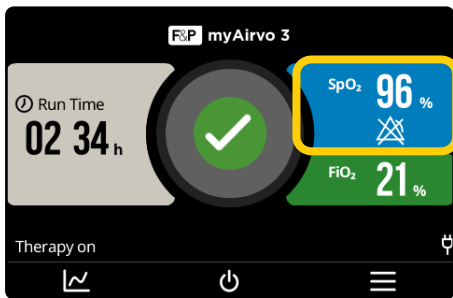 F&P myAirvo 3
Run Time
02 34 h
SpO₂ 96 %
FiO₂ 21 %
Therapy on